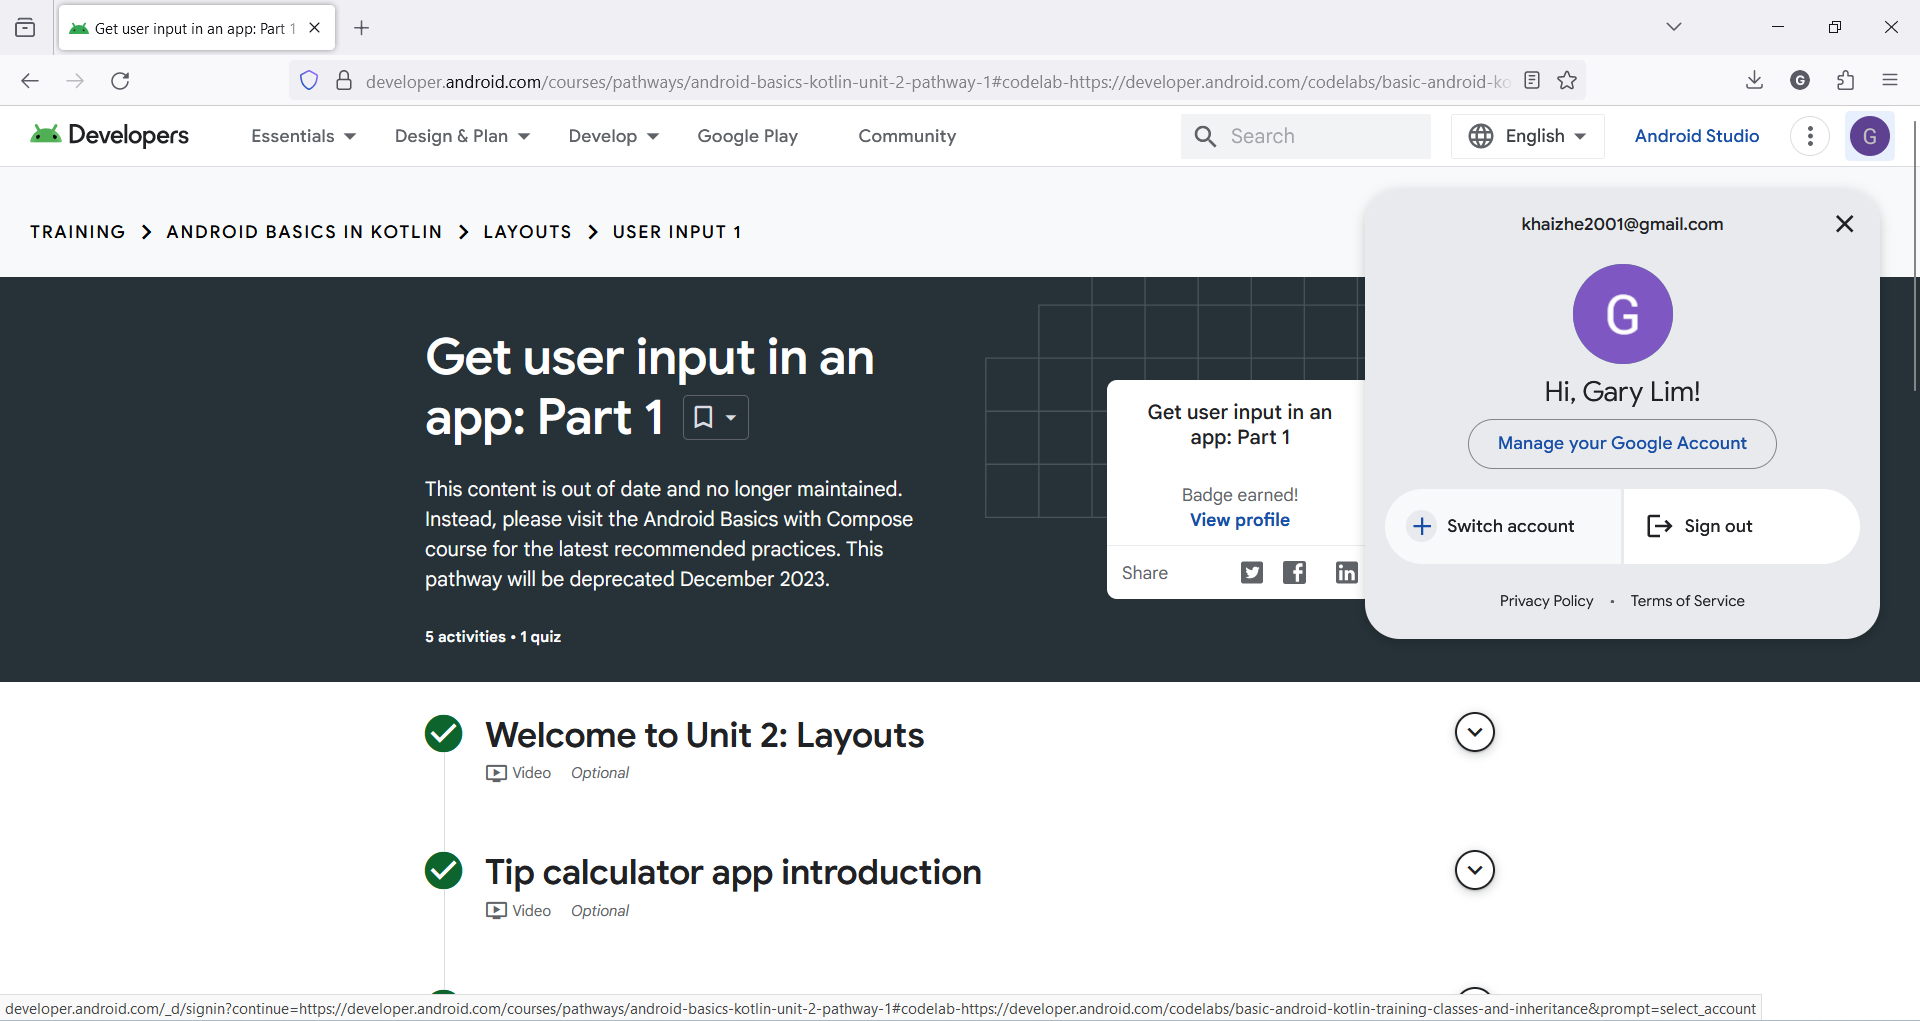 Get user input in an app: Part 1
developer.android.com/courses/pathways/android-basics-kotlin-unit-2-pathway-1#codelab-https://developer.android.com/codelabs/basic-android-ko
G
Developers
Essentials
Design & Plan
Develop
Google Play
Community
Search
English
Android Studio
G
TRAINING > ANDROID BASICS IN KOTLIN > LAYOUTS > USER INPUT 1
khaizhe2001@gmail.com
G
Hi, Gary Lim!
Manage your Google Account
Switch account
Sign out
Privacy Policy • Terms of Service
Get user input in an
app: Part 1
This content is out of date and no longer maintained.
Instead, please visit the Android Basics with Compose
course for the latest recommended practices. This
pathway will be deprecated December 2023.
5 activities • 1 quiz
Get user input in an
app: Part 1
Badge earned!
View profile
Share
Welcome to Unit 2: Layouts
Video Optional
Tip calculator app introduction
Video Optional
developer.android.com/_d/signin?continue=https://developer.android.com/courses/pathways/android-basics-kotlin-unit-2-pathway-1#codelab-https://developer.android.com/codelabs/basic-android-kotlin-training-classes-and-inheritance&prompt=select_account